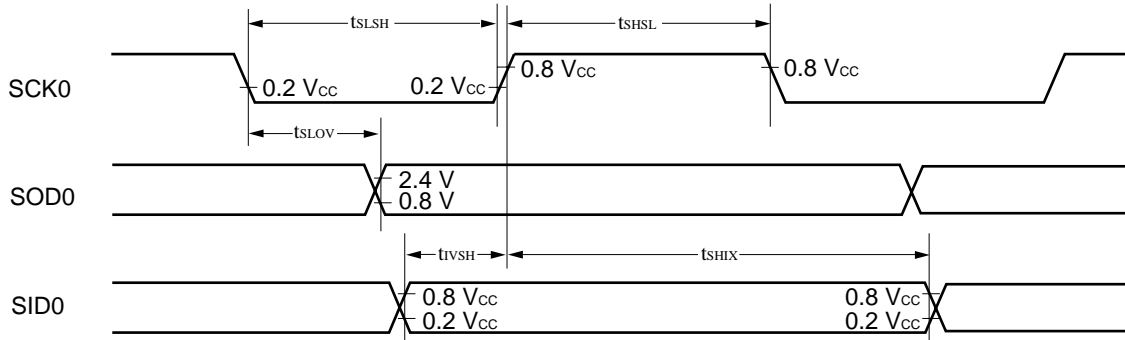 tSLSH tSHSL
SCK0 0.2 VCC 0.2 VCC 0.8 VCC 0.8 VCC
tSLOV
SOD0 2.4 V
0.8 V
tIVSH tSHIX
SID0 0.8 VCC 0.8 VCC
0.2 VCC 0.2 VCC